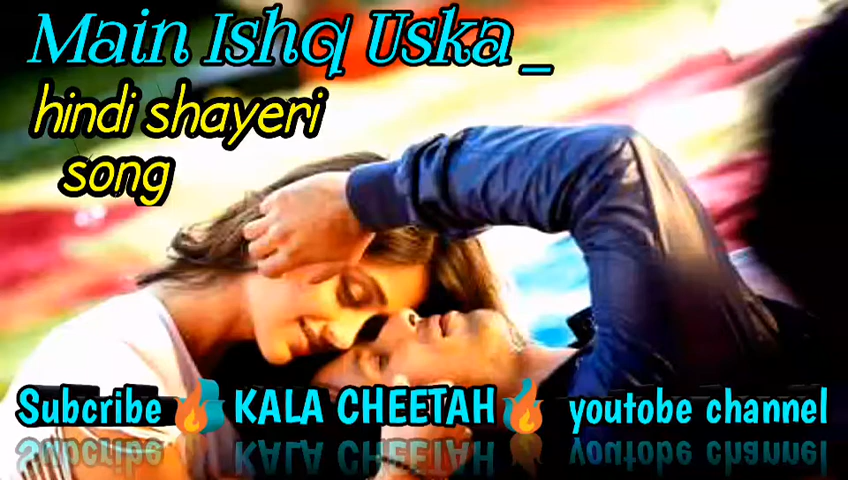 Main Ishq Uska _
hindi shayeri
song
Subcribe 🔥 KALA CHEETAH 🔥 youtobe channel